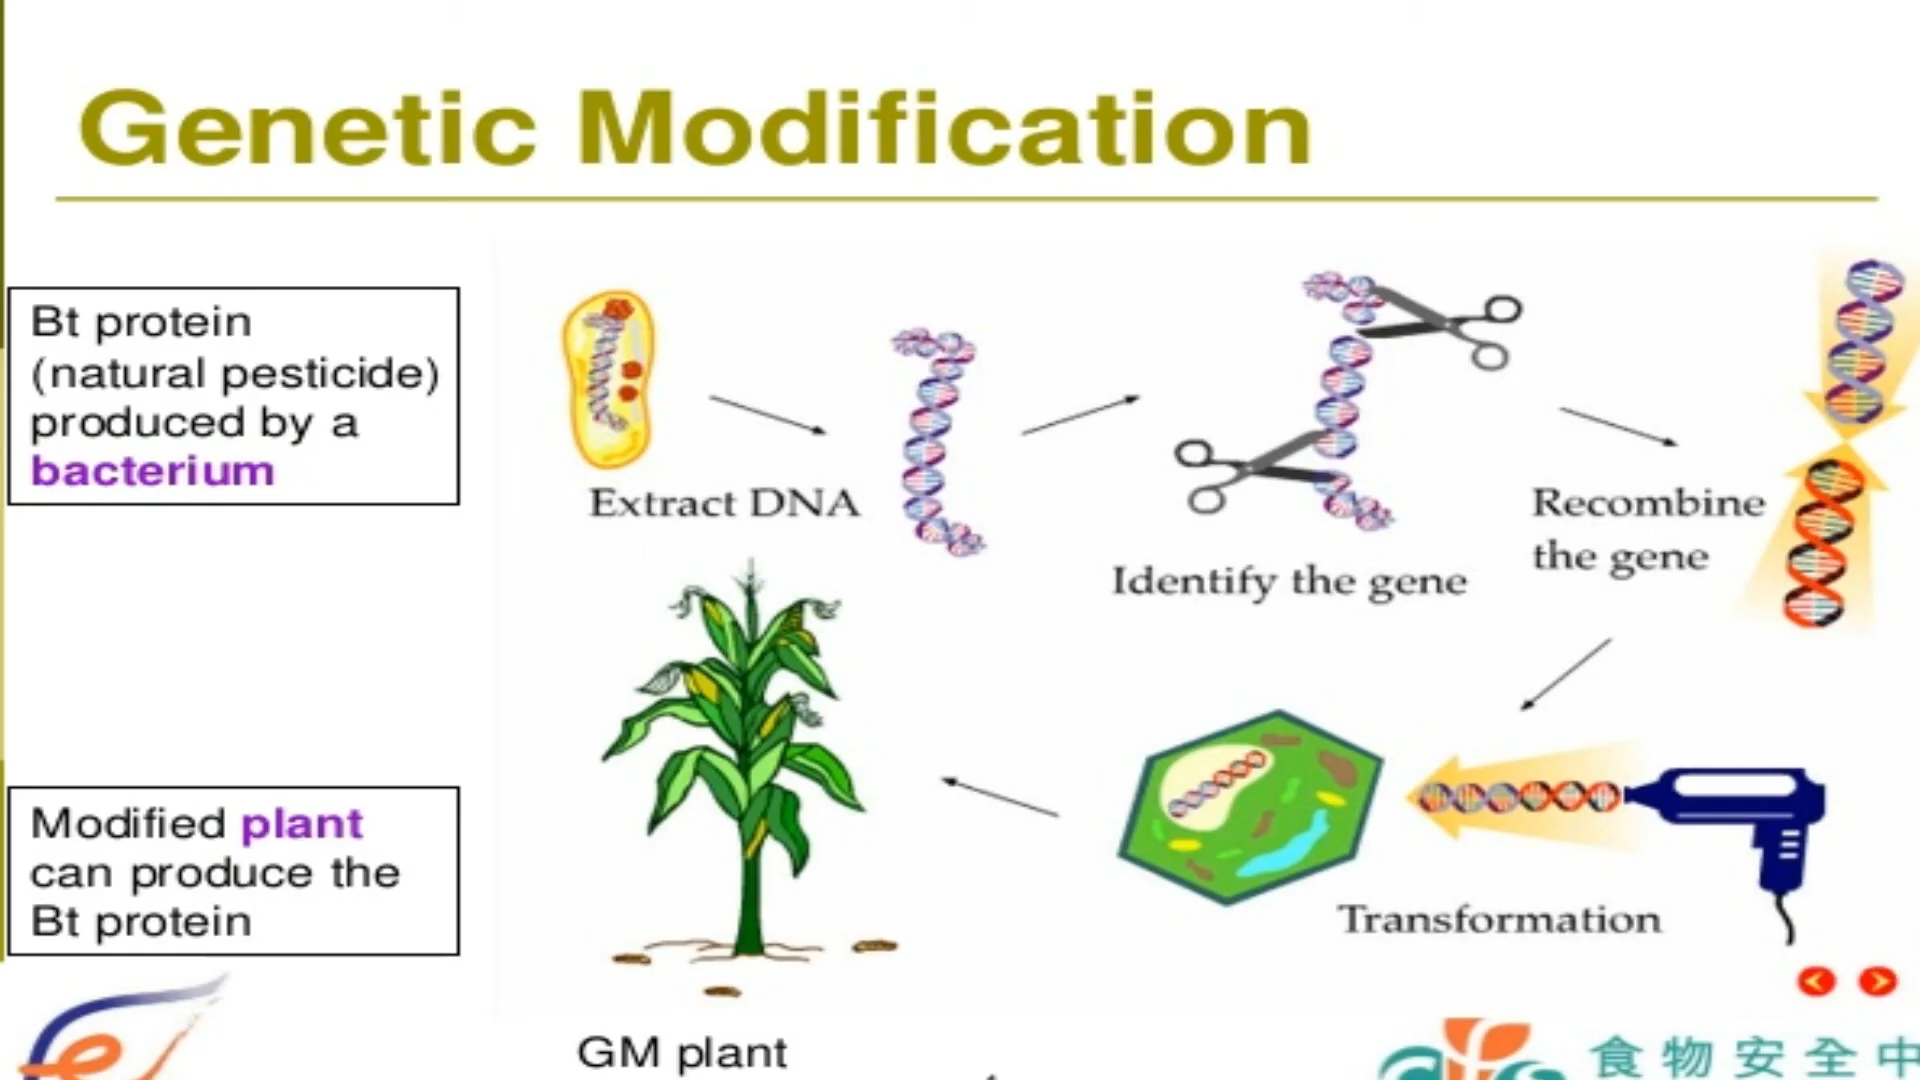 Genetic Modification
Bt protein
(natural pesticide)
produced by a
bacterium
Extract DNA
Identify the gene
Recombine
the gene
Transformation
Modified plant
can produce the
Bt protein
GM plant
食物安全中